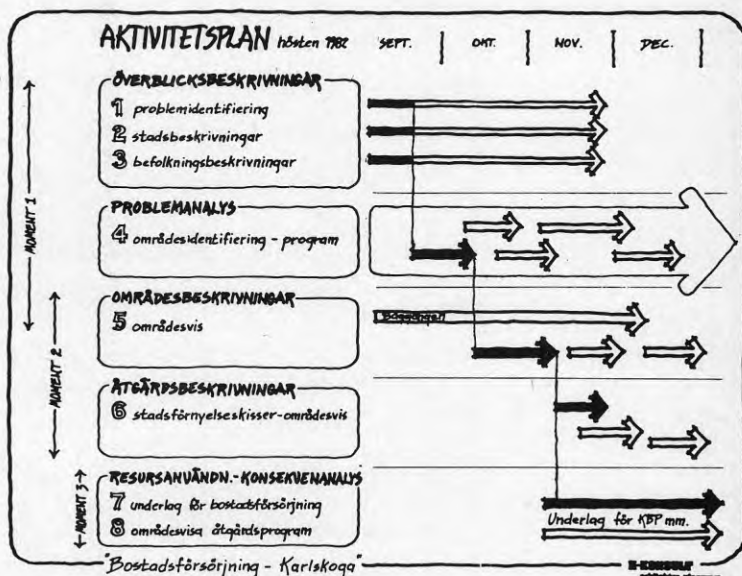 AKTIVITETSPLAN hösten 1982
SEPT. OKT. NOV. DEC.
ÖVERBLICKSBESKRIVNINGAR
1 problemidentifiering
2 stadsbeskrivningar
3 befolkningsbeskrivningar
MOMENT 1
PROBLEMANALYS
4 områdesidentifiering - program
OMRÅDESBESKRIVNINGAR
5 områdesvis
Baggängen
MOMENT 2
ÅTGÄRDSBESKRIVNINGAR
6 stadsförnyelseskisser-områdesvis
RESURSANVÄNDN.-KONSEKVENANALYS
7 underlag för bostadsförsörjning
8 områdesvisa åtgärdsprogram
MOMENT 3
Underlag för KBP mm.
"Bostadsförsörjning - Karlskoga"
K-KONSULT